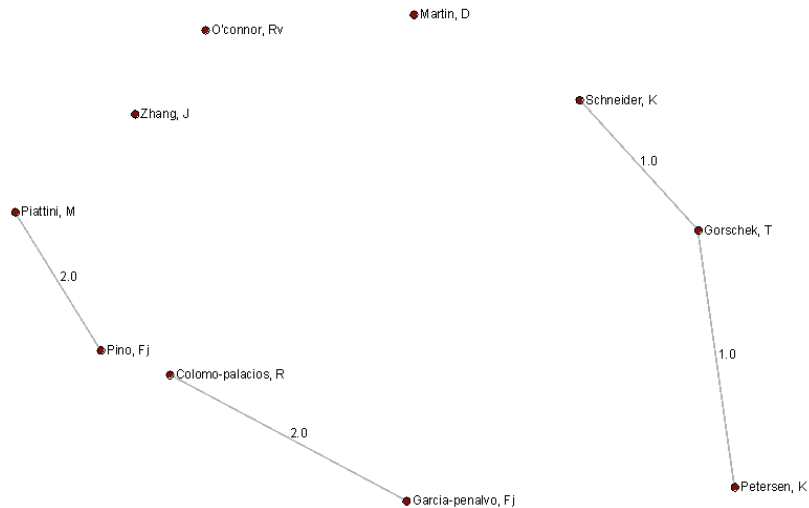 Martin, D
O'connor, Rv
Schneider, K
Zhang, J
1.0
Piattini, M
Gorschek, T
2.0
Pino, Fj
1.0
Colomo-palacios, R
2.0
Petersen, K
Garcia-penalvo, Fj